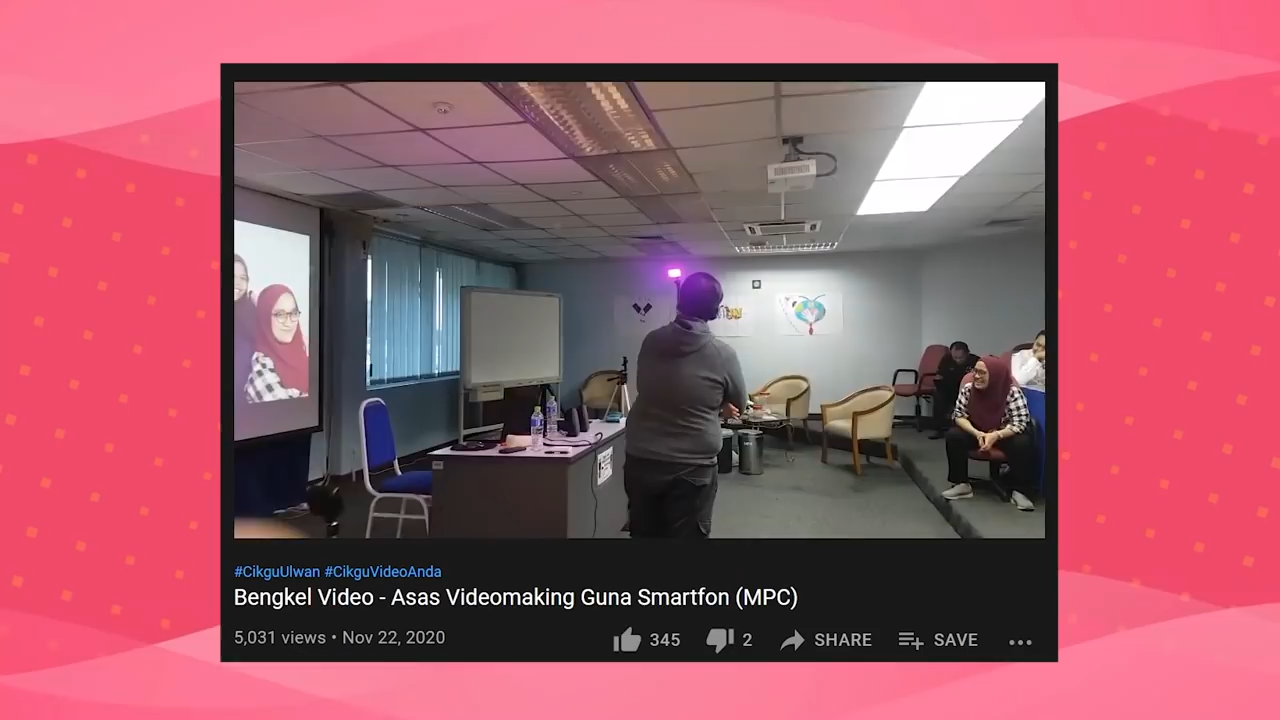 #CikguUlwan #CikguVideoAnda
Bengkel Video - Asas Videomaking Guna Smartfon (MPC)
5,031 views • Nov 22, 2020 345 2 SHARE SAVE